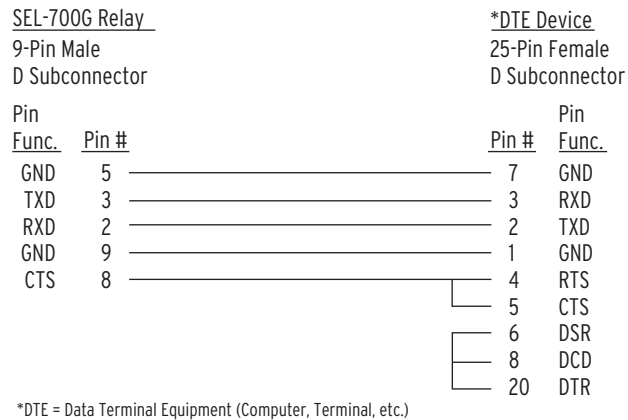 SEL-700G Relay *DTE Device
9-Pin Male 25-Pin Female
D Subconnector D Subconnector
Pin Pin
Func. Pin # Pin # Func.
GND 5 7 GND
TXD 3 3 RXD
RXD 2 2 TXD
GND 9 1 GND
CTS 8 4 RTS
5 CTS
6 DSR
8 DCD
20 DTR
*DTE = Data Terminal Equipment (Computer, Terminal, etc.)